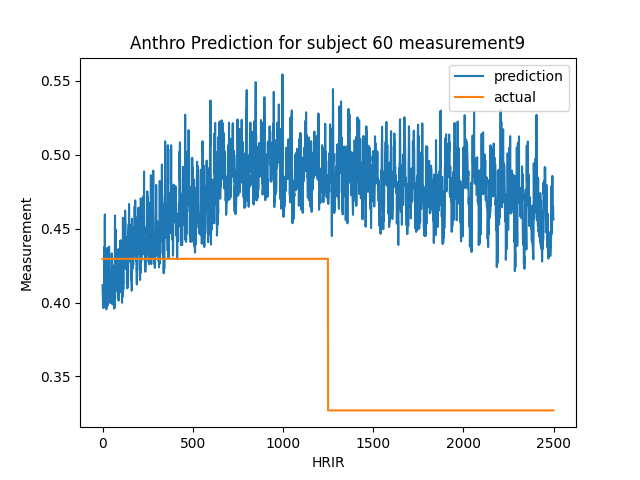 Anthro Prediction for subject 60 measurement9
prediction
actual
0.55
0.50
0.45
0.40
0.35
Measurement
0
500
1000
1500
2000
2500
HRIR